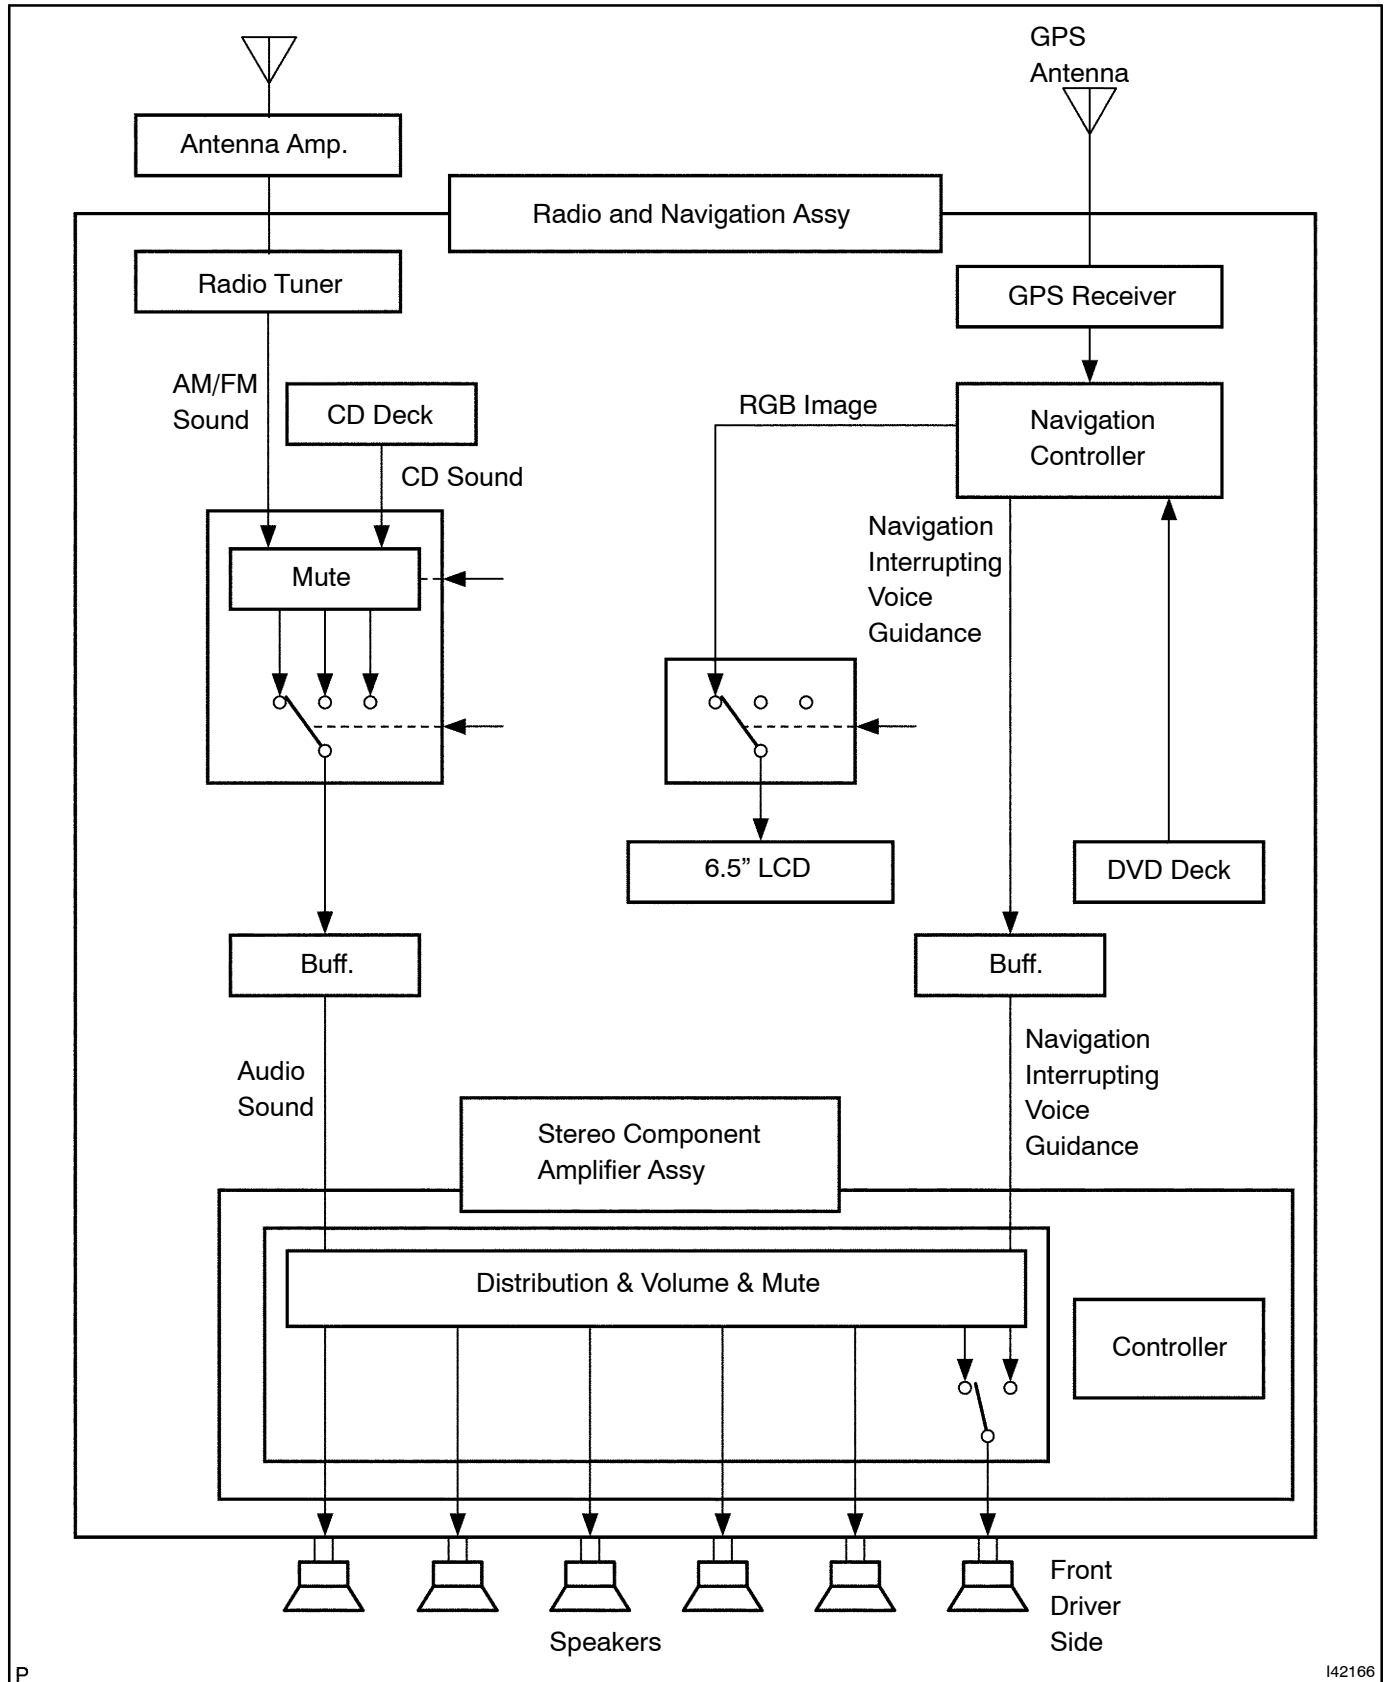 GPS
Antenna
Antenna Amp.
Radio and Navigation Assy
Radio Tuner
GPS Receiver
AM/FM
Sound
CD Deck
CD Sound
RGB Image
Navigation
Controller
Navigation
Interrupting
Voice
Guidance
Mute
6.5” LCD
DVD Deck
Buff.
Buff.
Audio
Sound
Navigation
Interrupting
Voice
Guidance
Stereo Component
Amplifier Assy
Distribution & Volume & Mute
Controller
Front
Driver
Side
Speakers
P
I42166